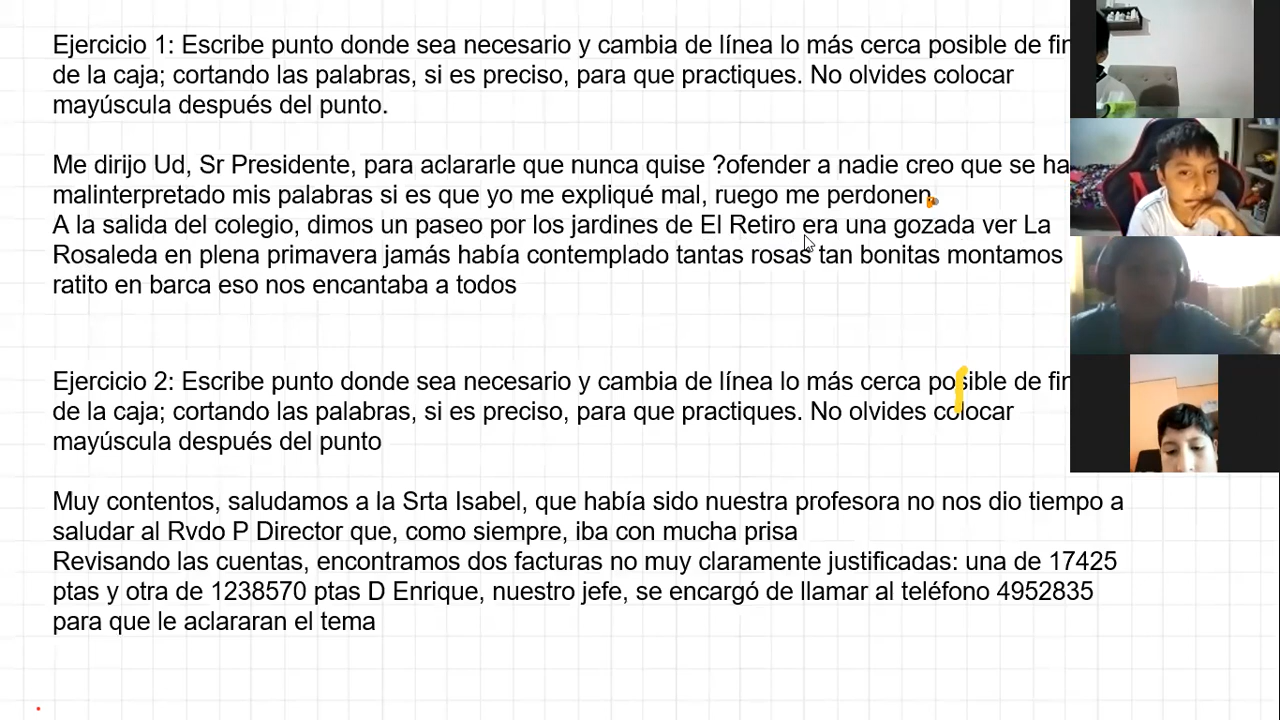 Ejercicio 1: Escribe punto donde sea necesario y cambia de línea lo más cerca posible de fin
de la caja; cortando las palabras, si es preciso, para que practiques. No olvides colocar
mayúscula después del punto.
Me dirijo Ud, Sr Presidente, para aclararle que nunca quise ?ofender a nadie creo que se ha
malinterpretado mis palabras si es que yo me expliqué mal, ruego me perdonen
A la salida del colegio, dimos un paseo por los jardines de El Retiro era una gozada ver La
Rosaleda en plena primavera jamás había contemplado tantas rosas tan bonitas montamos
ratito en barca eso nos encantaba a todos
Ejercicio 2: Escribe punto donde sea necesario y cambia de línea lo más cerca posible de fin
de la caja; cortando las palabras, si es preciso, para que practiques. No olvides colocar
mayúscula después del punto
Muy contentos, saludamos a la Srta Isabel, que había sido nuestra profesora no nos dio tiempo a
saludar al Rvdo P Director que, como siempre, iba con mucha prisa
Revisando las cuentas, encontramos dos facturas no muy claramente justificadas: una de 17425
ptas y otra de 1238570 ptas D Enrique, nuestro jefe, se encargó de llamar al teléfono 4952835
para que le aclararan el tema